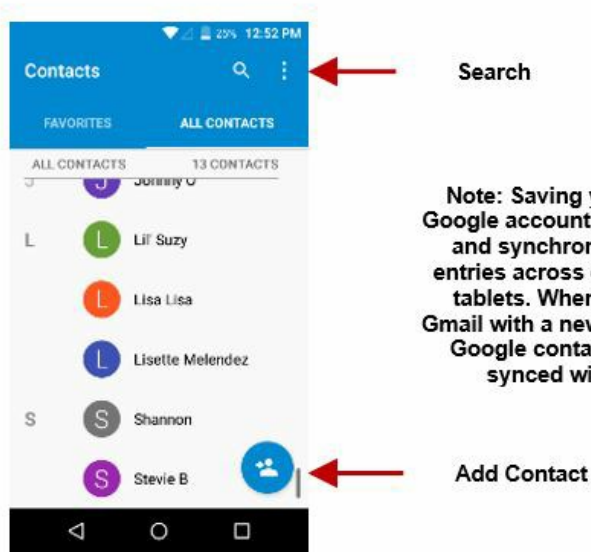 25% 12:52 PM
Contacts
Search
FAVORITES
ALL CONTACTS
ALL CONTACTS
13 CONTACTS
J
J
Johnny O
L
L
Lil' Suzy
L
Lisa Lisa
L
Lisette Melendez
S
S
Shannon
S
Stevie B
Note: Saving
Google account
and synchron
entries across
tablets. When
Gmail with a new
Google conta
synced wi
Add Contact